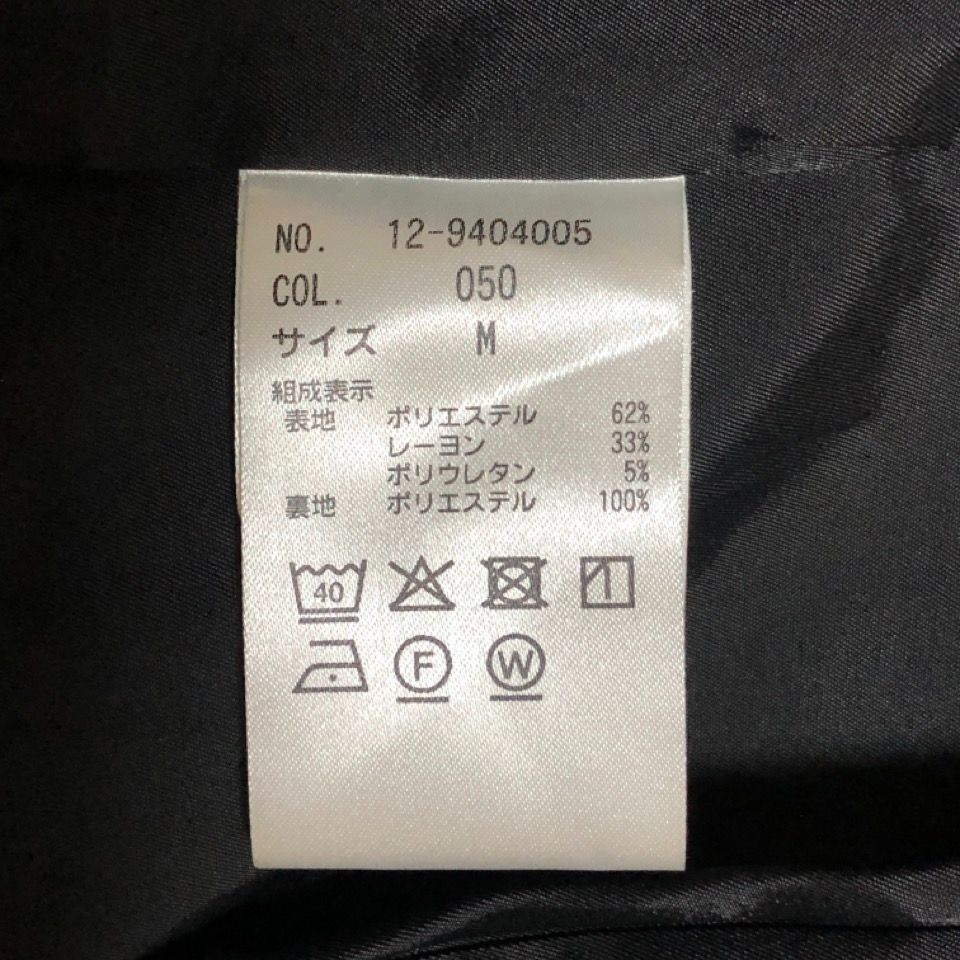 NO. 12-9404005
COL. 050
サイズ M
組成表示
表地 ポリエステル 62%
レーヨン 33%
ポリウレタン 5%
裏地 ポリエステル 100%
40
F W